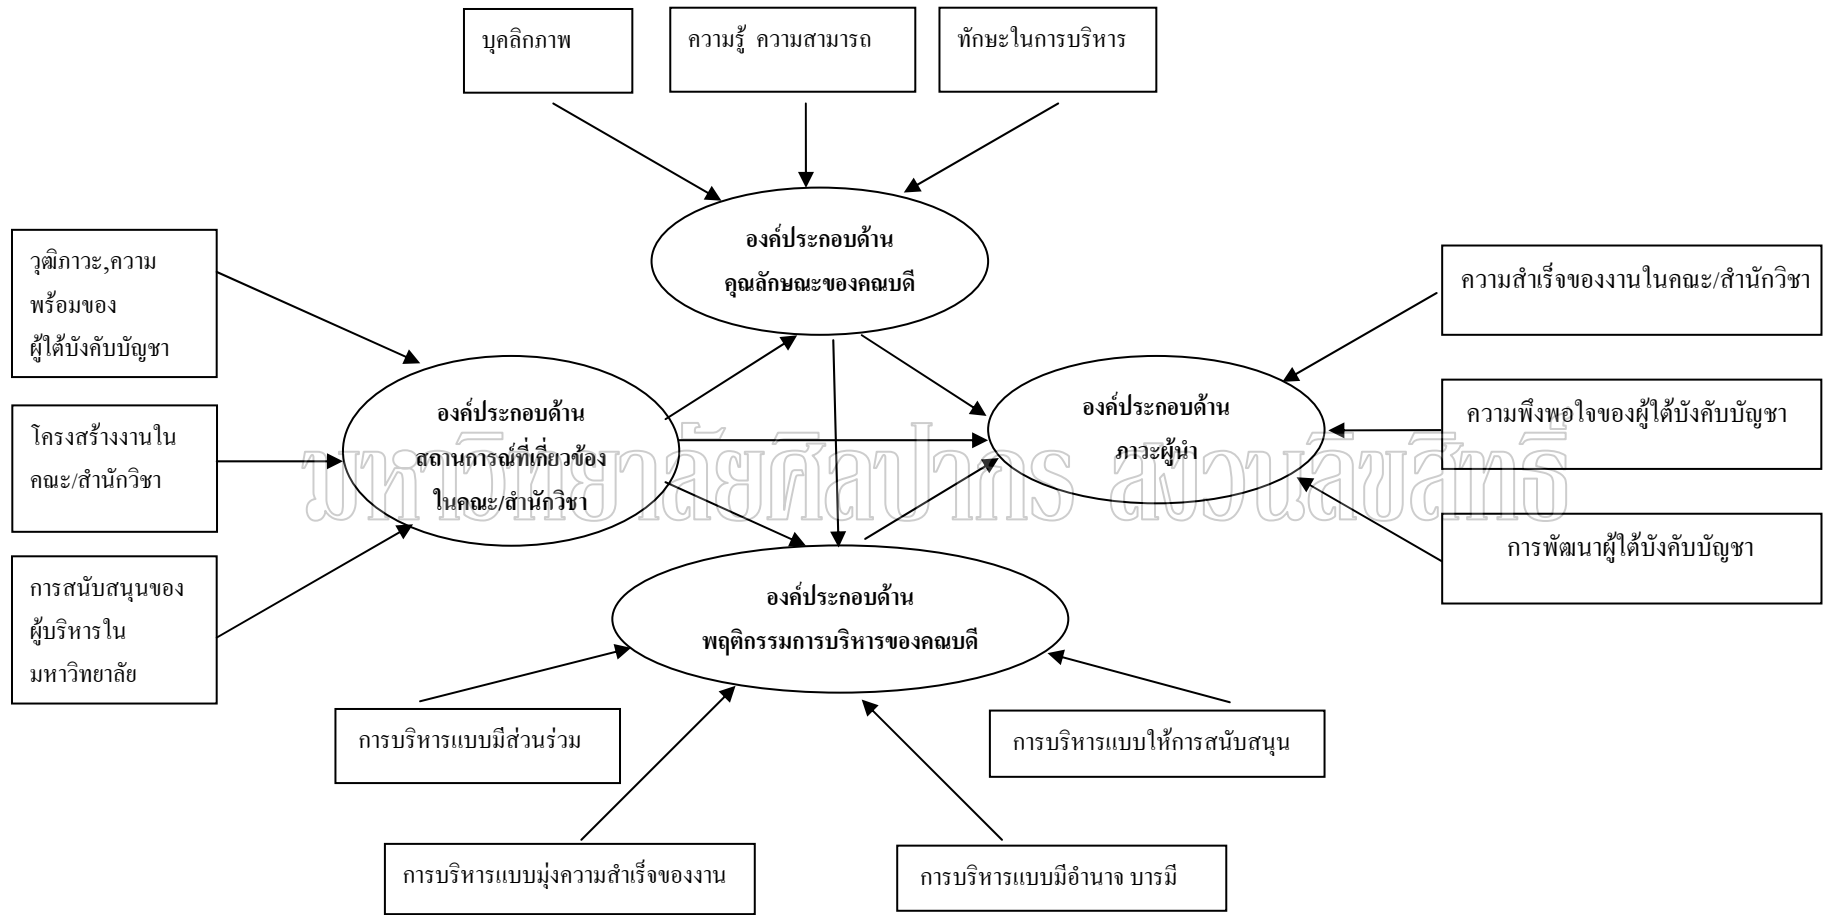 บุคลิกภาพ
ความรู้ ความสามารถ
ทักษะในการบริหาร
องค์ประกอบด้าน
คุณลักษณะของคณบดี
วุฒิภาวะ,ความ
พร้อมของ
ผู้ใต้บังคับบัญชา
โครงสร้างงานใน
คณะ/สำนักวิชา
การสนับสนุนของ
ผู้บริหารใน
มหาวิทยาลัย
องค์ประกอบด้าน
สถานการณ์ที่เกี่ยวข้อง
ในคณะ/สำนักวิชา
องค์ประกอบด้าน
ภาวะผู้นำ
ความสำเร็จของงานในคณะ/สำนักวิชา
ความพึงพอใจของผู้ใต้บังคับบัญชา
การพัฒนาผู้ใต้บังคับบัญชา
มหาวิทยาลัยศิลปากร สงวนลิขสิทธิ์
องค์ประกอบด้าน
พฤติกรรมการบริหารของคณบดี
การบริหารแบบมีส่วนร่วม
การบริหารแบบให้การสนับสนุน
การบริหารแบบมุ่งความสำเร็จของงาน
การบริหารแบบมีอำนาจ บารมี